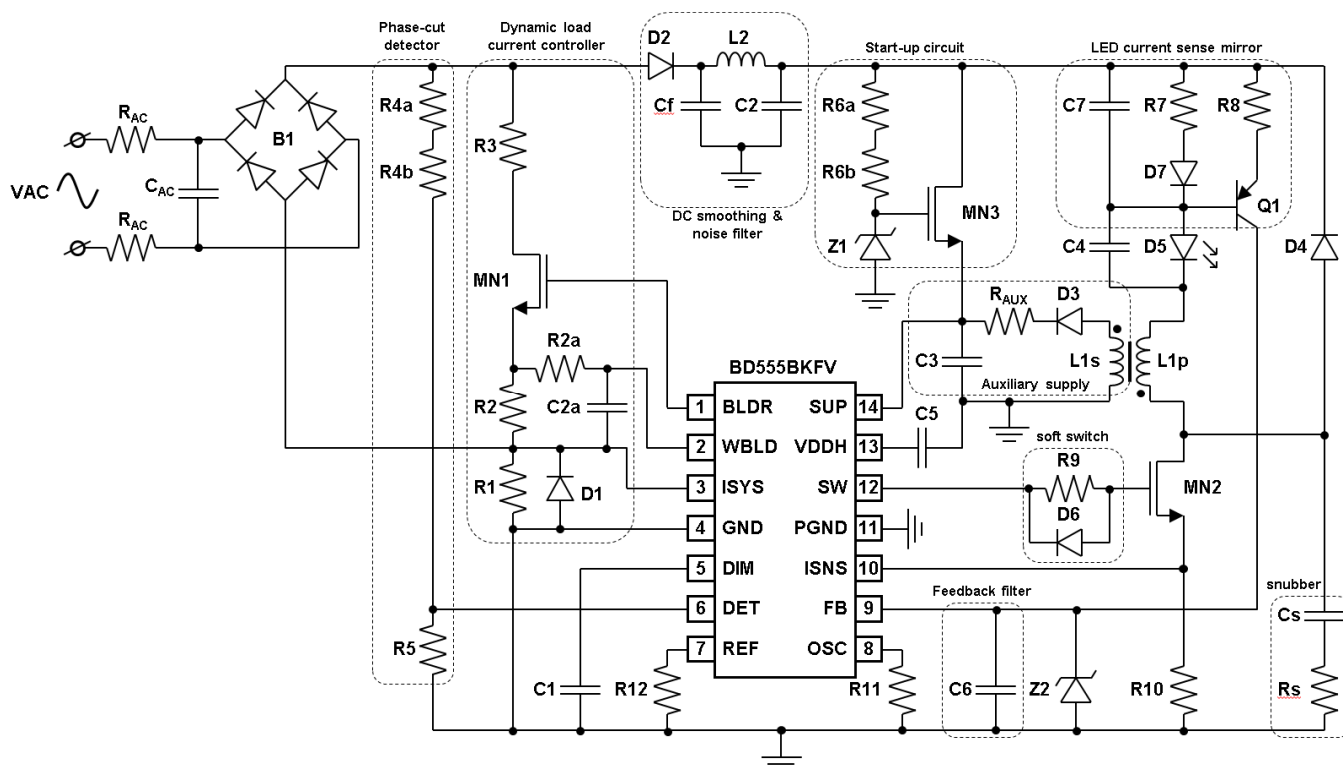 Phase-cut
detector
Dynamic load
current controller
D2
L2
Start-up circuit
LED current sense mirror
R4a
R4b
R3
Cf
C2
R6a
R6b
C7
R7
R8
RAC
B1
VAC
CAC
RAC
DC smoothing &
noise filter
D7
Q1
MN3
Z1
C4
D5
D4
MN1
RAUX
D3
R2a
C2a
R2
C3
L1s
L1p
Auxiliary supply
BD555BKFV
C5
soft switch
R9
D6
MN2
R1
D1
1 BLDR SUP 14
2 WBLD VDDH 13
3 ISYS SW 12
4 GND PGND 11
5 DIM ISNS 10
6 DET FB 9
7 REF OSC 8
Feedback filter
snubber
Cs
Rs
R5
C1
R12
R11
C6
Z2
R10